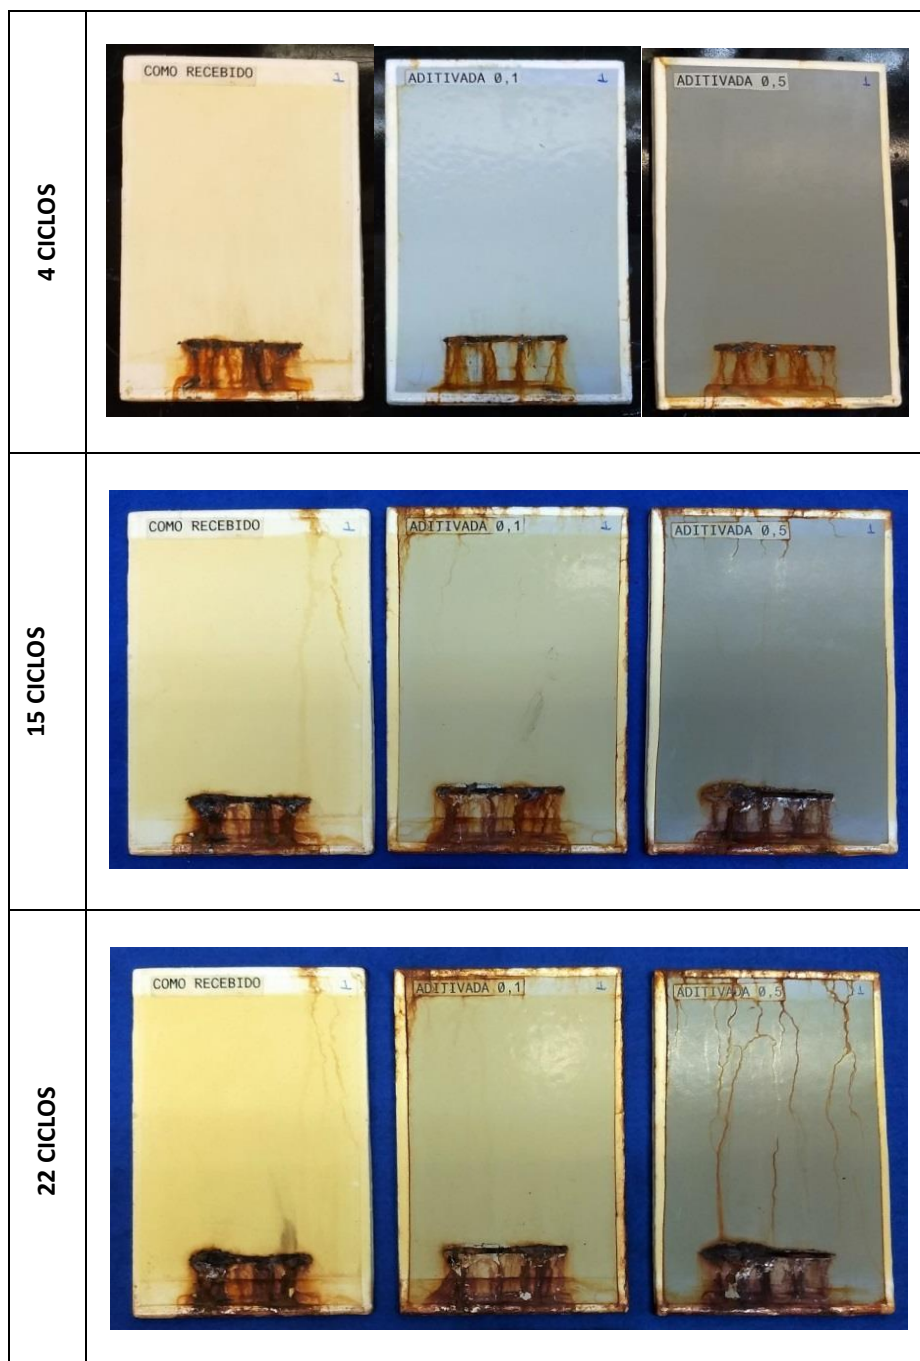 4 CICLOS
COMO RECEBIDO 1
ADITIVADA 0,1 1
ADITIVADA 0,5 1
15 CICLOS
COMO RECEBIDO 1
ADITIVADA 0,1 1
ADITIVADA 0,5 1
22 CICLOS
COMO RECEBIDO 1
ADITIVADA 0,1 1
ADITIVADA 0,5 1